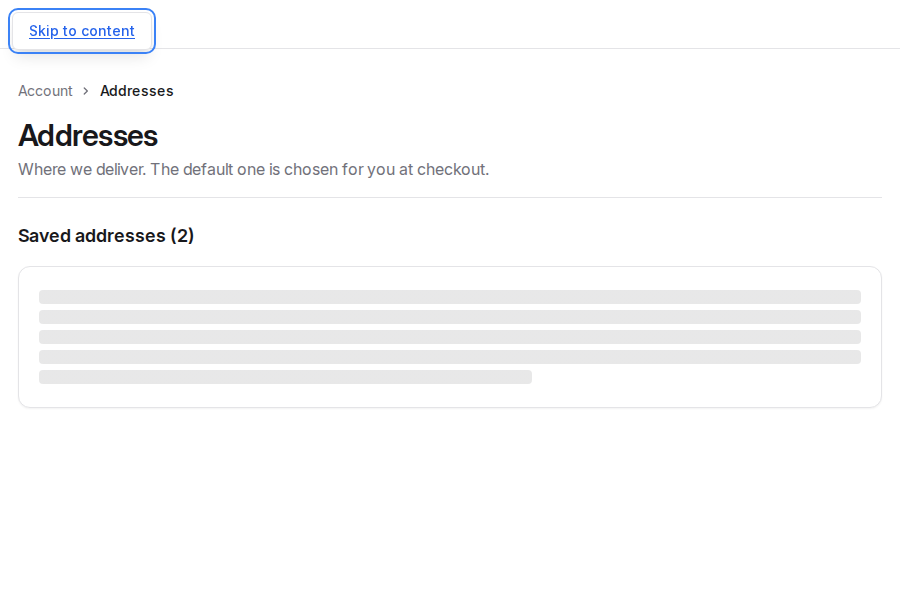 Skip to content
Account > Addresses
Addresses
Where we deliver. The default one is chosen for you at checkout.
Saved addresses (2)